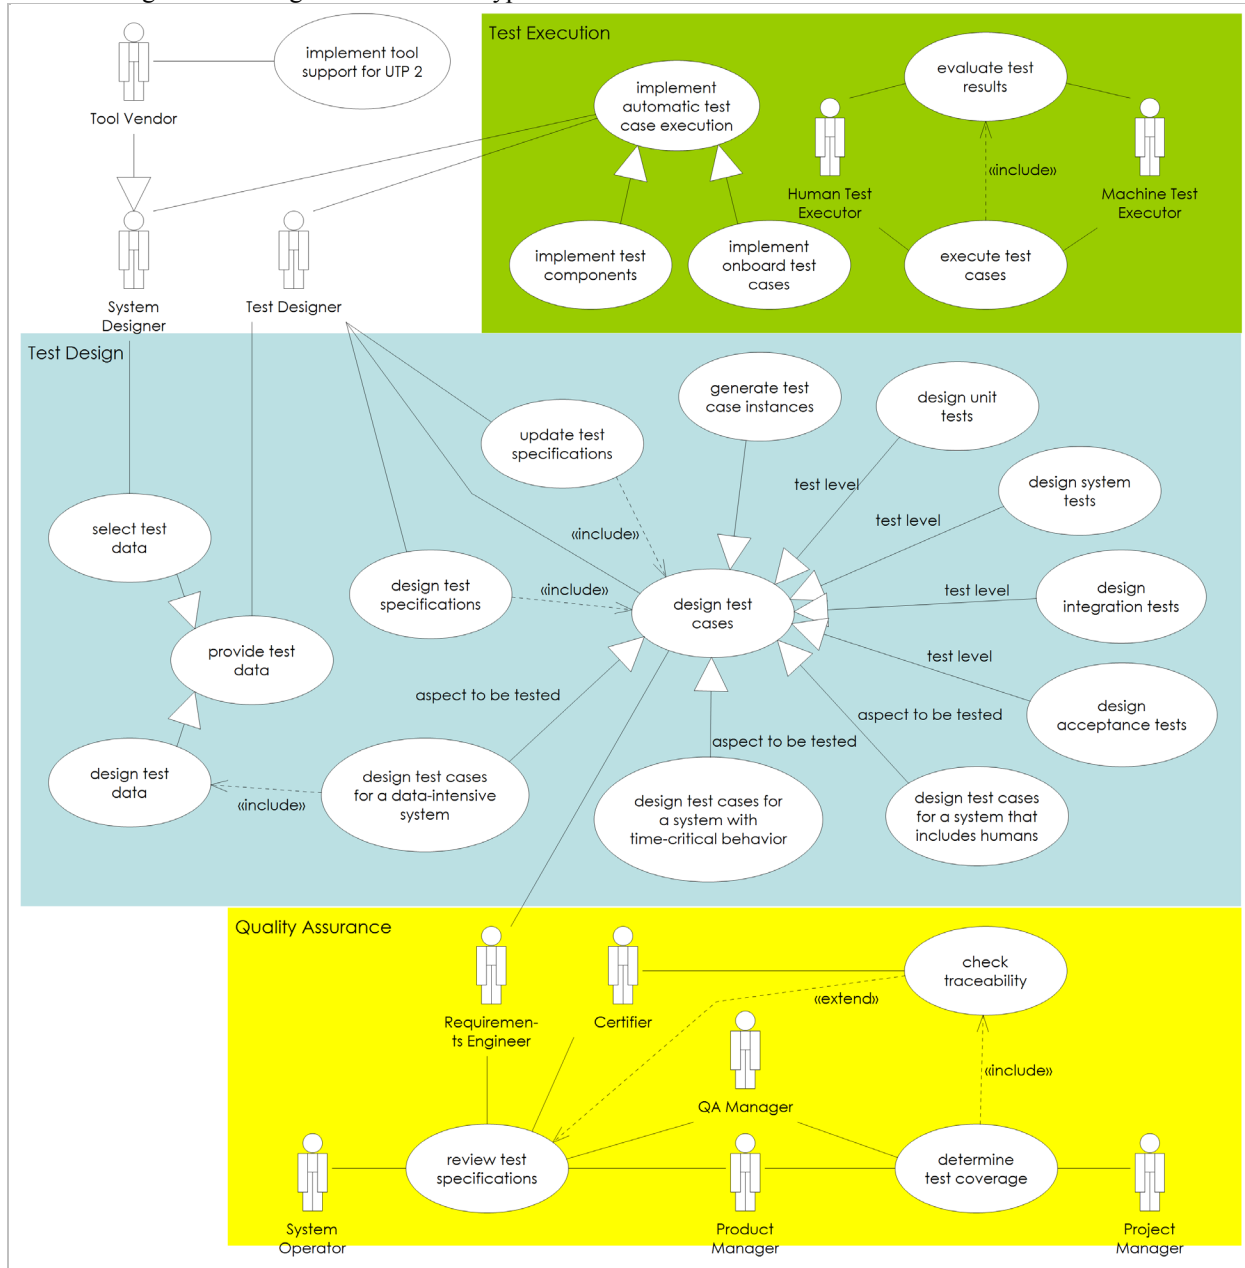 implement tool
support for UTP 2
Tool Vendor
System
Designer
Test Designer
Test Execution
implement
automatic test
case execution
evaluate test
results
Human Test
Executor
«include»
Machine Test
Executor
implement test
components
implement
onboard test
cases
execute test
cases
Test Design
generate test
case instances
design unit
tests
update test
specifications
test level
design system
tests
select test
data
«include»
test level
design test
specifications
«include»
design test
cases
test level
design
integration tests
provide test
data
test level
aspect to be tested
aspect to be tested
design
acceptance tests
aspect to be tested
design test
data
«include»
design test cases
for a data-intensive
system
design test cases for
a system with
time-critical behavior
design test cases
for a system that
includes humans
Quality Assurance
check
traceability
«extend»
Requiremen-
ts Engineer
Certifier
«include»
QA Manager
review test
specifications
determine
test coverage
System
Operator
Product
Manager
Project
Manager